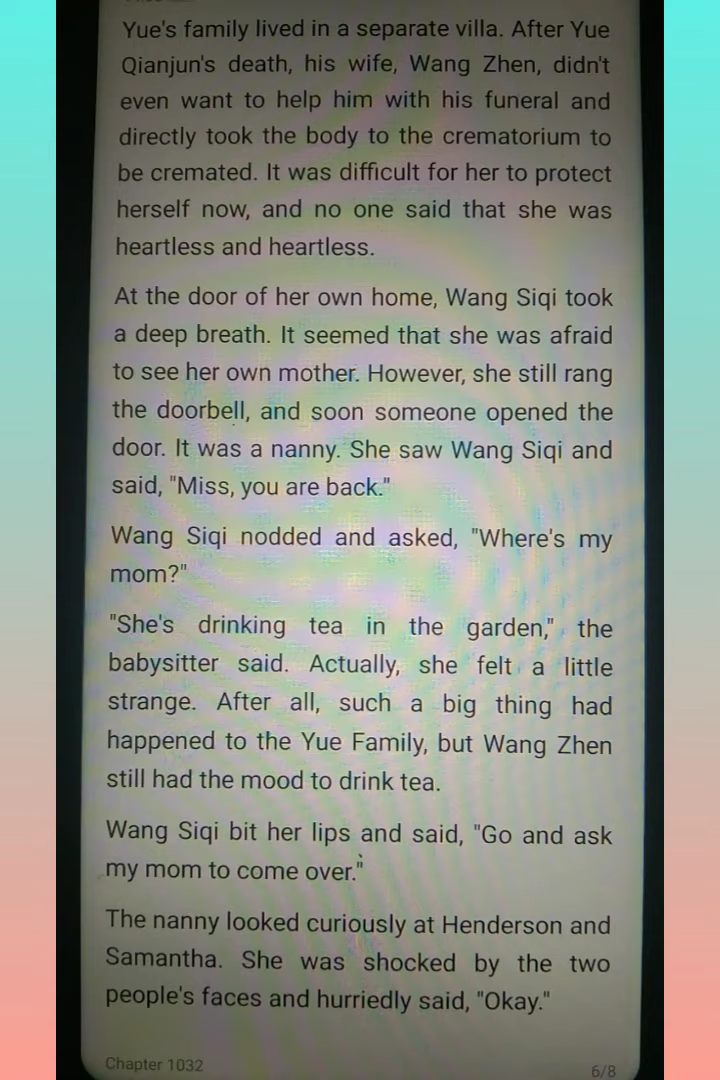 Yue's family lived in a separate villa. After Yue
Qianjun's death, his wife, Wang Zhen, didn't
even want to help him with his funeral and
directly took the body to the crematorium to
be cremated. It was difficult for her to protect
herself now, and no one said that she was
heartless and heartless.
At the door of her own home, Wang Siqi took
a deep breath. It seemed that she was afraid
to see her own mother. However, she still rang
the doorbell, and soon someone opened the
door. It was a nanny. She saw Wang Siqi and
said, "Miss, you are back."
Wang Siqi nodded and asked, "Where's my
mom?"
"She's drinking tea in the garden," the
babysitter said. Actually, she felt a little
strange. After all, such a big thing had
happened to the Yue Family, but Wang Zhen
still had the mood to drink tea.
Wang Siqi bit her lips and said, "Go and ask
my mom to come over."
The nanny looked curiously at Henderson and
Samantha. She was shocked by the two
people's faces and hurriedly said, "Okay."
Chapter 1032
6/8